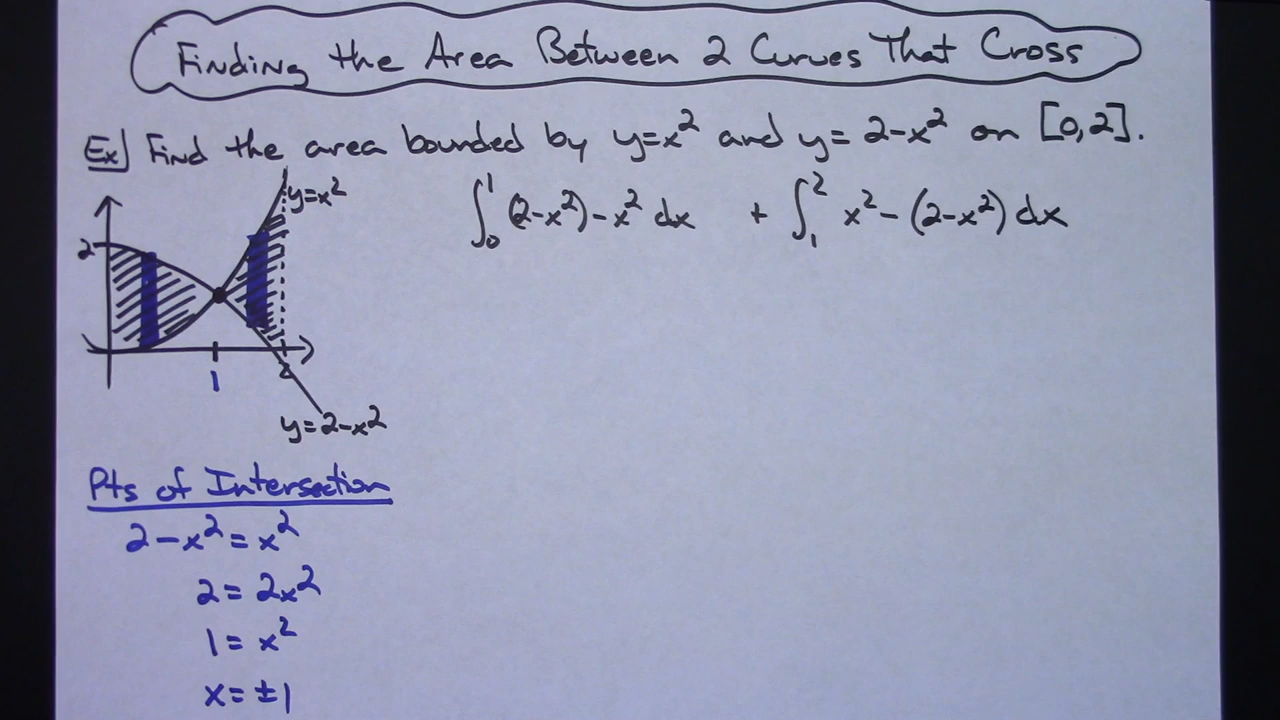 Finding the Area Between 2 Curves That Cross
Ex] Find the area bounded by y=x² and y= 2-x² on [0,2].
∫₀¹ (2-x²) - x² dx + ∫₁² x² - (2-x²) dx
y=x²
2
1
2
y=2-x²
Pts of Intersection
2-x² = x²
2 = 2x²
1 = x²
x = ±1